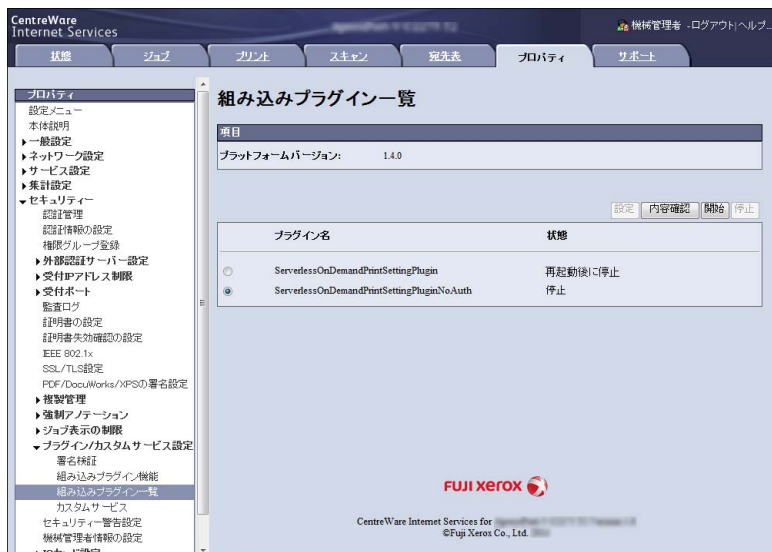 CentreWare
Internet Services
機械管理者 -ログアウト|ヘルプ
状態
ジョブ
プリント
スキャン
宛先表
プロパティ
サポート
プロパティ
設定メニュー
本体説明
一般設定
ネットワーク設定
サービス設定
集計設定
セキュリティー
認証管理
認証情報の設定
権限グループ登録
外部認証サーバー設定
受付IPアドレス制限
受付ポート
監査ログ
証明書の設定
証明書失効確認の設定
IEEE 802.1x
SSL/TLS設定
PDF/DocuWorks/XPSの署名設定
複製管理
強制アノテーション
ジョブ表示の制限
プラグイン/カスタムサービス設定
署名検証
組み込みプラグイン機能
組み込みプラグイン一覧
カスタムサービス
セキュリティー警告設定
機械管理者情報の設定
組み込みプラグイン一覧
項目
プラットフォームバージョン: 1.4.0
設定 内容確認 開始 停止
プラグイン名 状態
ServerlessOnDemandPrintSettingPlugin 再起動後に停止
ServerlessOnDemandPrintSettingPluginNoAuth 停止
FUJI xerox
CentreWare Internet Services for
©Fuji Xerox Co., Ltd.